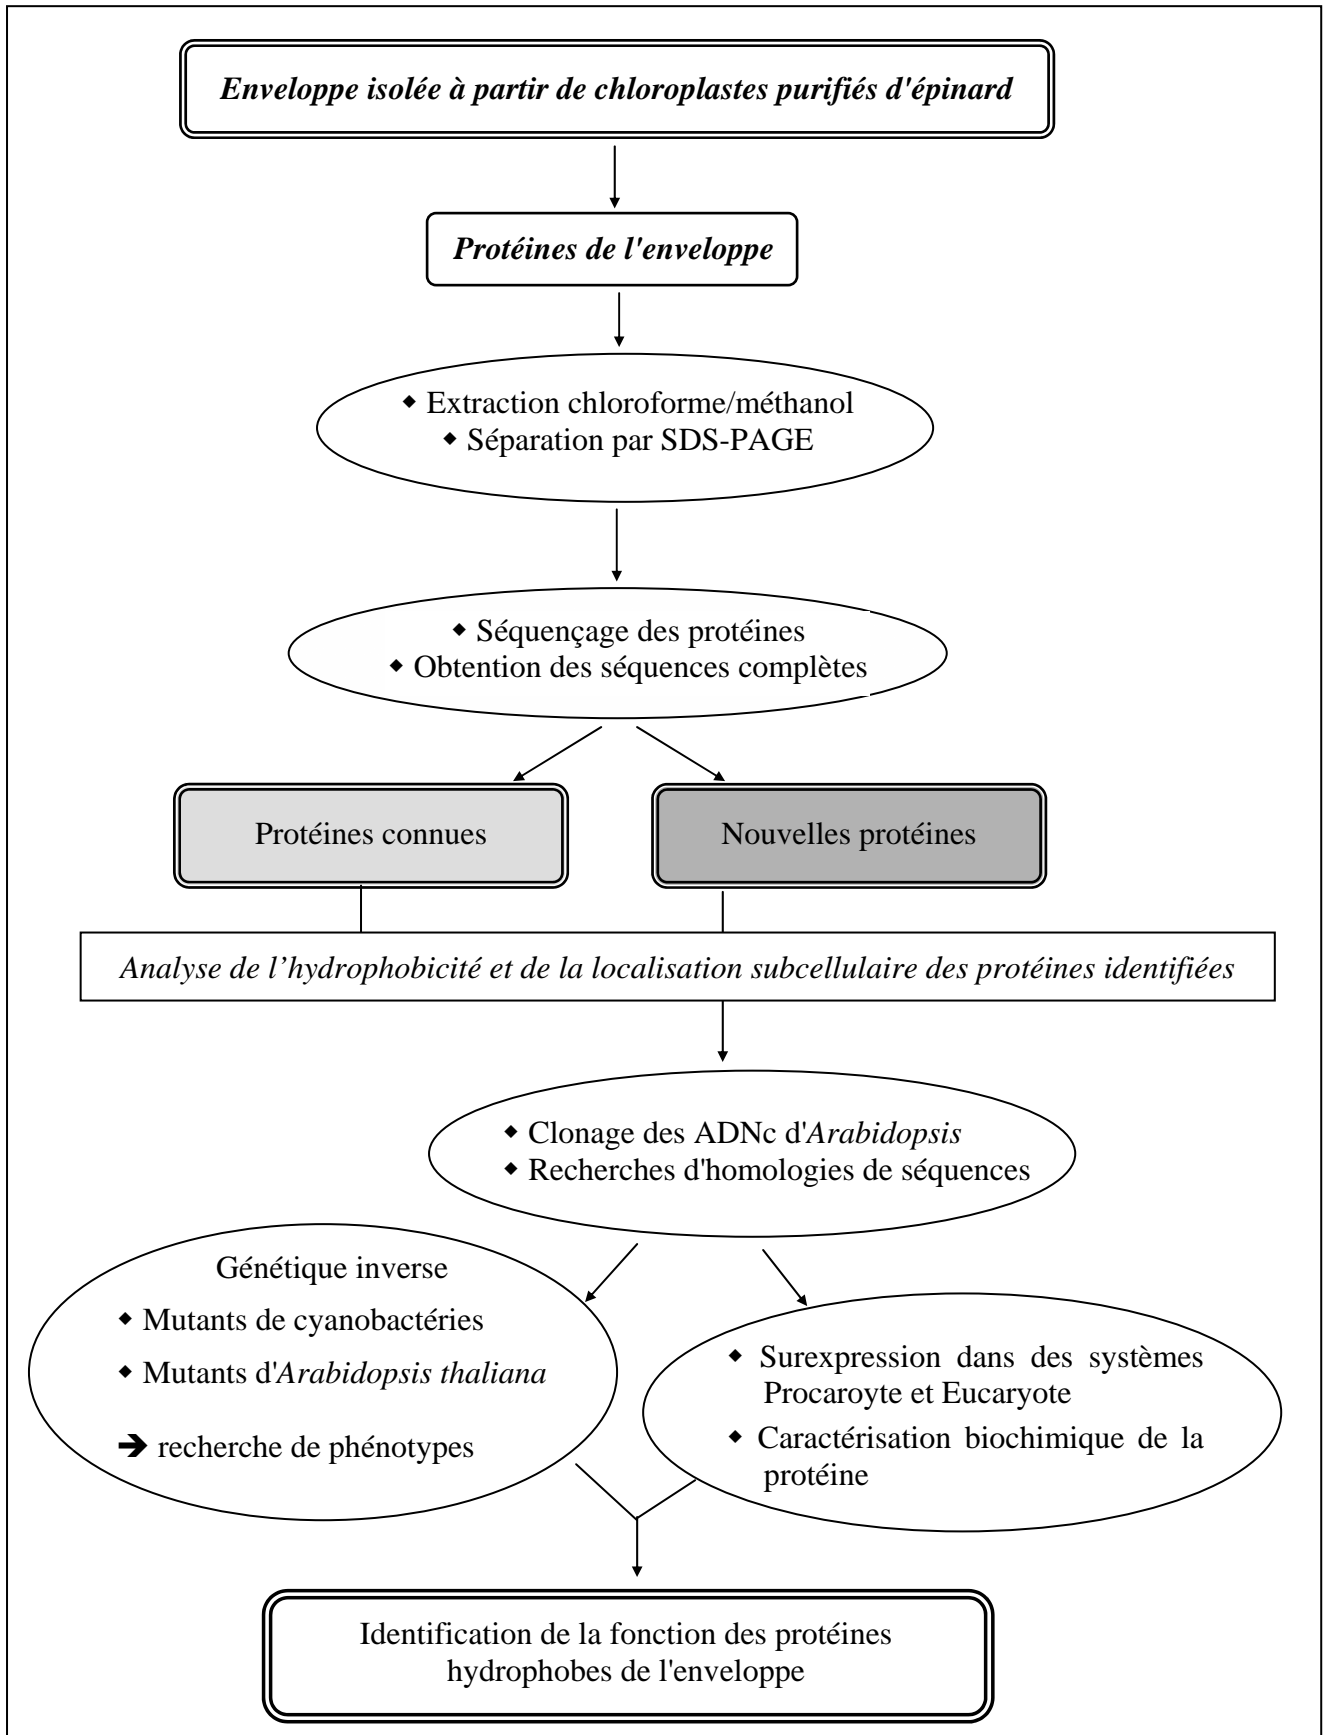 Enveloppe isolée à partir de chloroplastes purifiés d'épinard
Protéines de l'enveloppe
◆ Extraction chloroforme/méthanol
◆ Séparation par SDS-PAGE
◆ Séquençage des protéines
◆ Obtention des séquences complètes
Protéines connues
Nouvelles protéines
Analyse de l’hydrophobicité et de la localisation subcellulaire des protéines identifiées
◆ Clonage des ADNc d'Arabidopsis
◆ Recherches d'homologies de séquences
Génétique inverse
◆ Mutants de cyanobactéries
◆ Mutants d'Arabidopsis thaliana
➔ recherche de phénotypes
◆ Surexpression dans des systèmes
Procaroyte et Eucaryote
◆ Caractérisation biochimique de la
protéine
Identification de la fonction des protéines
hydrophobes de l'enveloppe